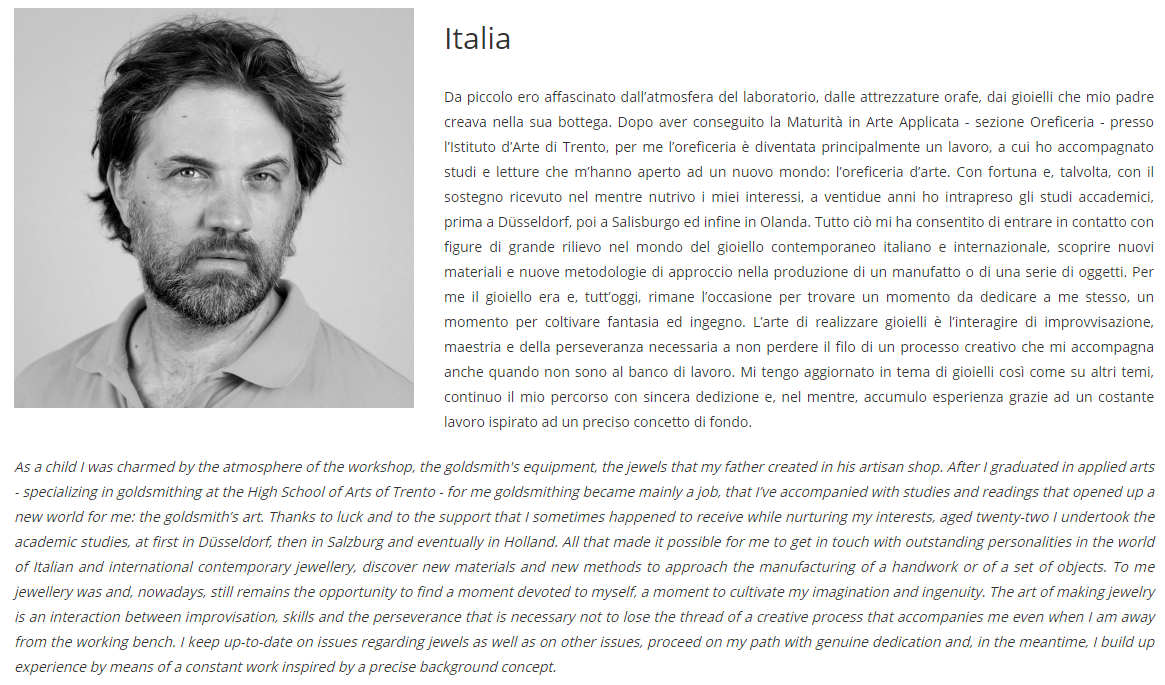 Italia
Da piccolo ero affascinato dall’atmosfera del laboratorio, dalle attrezzature orafe, dai gioielli che mio padre
creava nella sua bottega. Dopo aver conseguito la Maturità in Arte Applicata - sezione Oreficeria - presso
l’Istituto d’Arte di Trento, per me l’oreficeria è diventata principalmente un lavoro, a cui ho accompagnato
studi e letture che m’hanno aperto ad un nuovo mondo: l’oreficeria d’arte. Con fortuna e, talvolta, con il
sostegno ricevuto nel mentre nutrivo i miei interessi, a ventidue anni ho intrapreso gli studi accademici,
prima a Düsseldorf, poi a Salisburgo ed infine in Olanda. Tutto ciò mi ha consentito di entrare in contatto con
figure di grande rilievo nel mondo del gioiello contemporaneo italiano e internazionale, scoprire nuovi
materiali e nuove metodologie di approccio nella produzione di un manufatto o di una serie di oggetti. Per
me il gioiello era e, tutt’oggi, rimane l’occasione per trovare un momento da dedicare a me stesso, un
momento per coltivare fantasia ed ingegno. L’arte di realizzare gioielli è l’interagire di improvvisazione,
maestria e della perseveranza necessaria a non perdere il filo di un processo creativo che mi accompagna
anche quando non sono al banco di lavoro. Mi tengo aggiornato in tema di gioielli così come su altri temi,
continuo il mio percorso con sincera dedizione e, nel mentre, accumulo esperienza grazie ad un costante
lavoro ispirato ad un preciso concetto di fondo.
As a child I was charmed by the atmosphere of the workshop, the goldsmith's equipment, the jewels that my father created in his artisan shop. After I graduated in applied arts
- specializing in goldsmithing at the High School of Arts of Trento - for me goldsmithing became mainly a job, that I’ve accompanied with studies and readings that opened up a
new world for me: the goldsmith’s art. Thanks to luck and to the support that I sometimes happened to receive while nurturing my interests, aged twenty-two I undertook the
academic studies, at first in Düsseldorf, then in Salzburg and eventually in Holland. All that made it possible for me to get in touch with outstanding personalities in the world
of Italian and international contemporary jewellery, discover new materials and new methods to approach the manufacturing of a handwork or of a set of objects. To me
jewellery was and, nowadays, still remains the opportunity to find a moment devoted to myself, a moment to cultivate my imagination and ingenuity. The art of making jewelry
is an interaction between improvisation, skills and the perseverance that is necessary not to lose the thread of a creative process that accompanies me even when I am away
from the working bench. I keep up-to-date on issues regarding jewels as well as on other issues, proceed on my path with genuine dedication and, in the meantime, I build up
experience by means of a constant work inspired by a precise background concept.